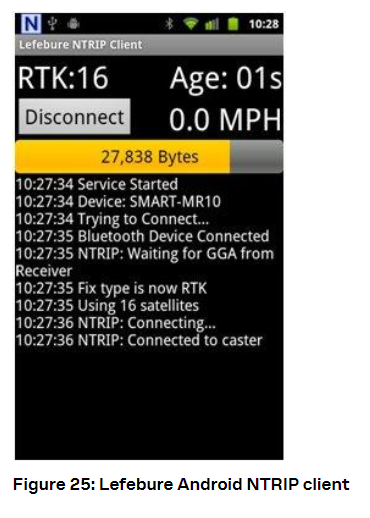 N 10:28
Lefebure NTRIP Client
RTK:16 Age: 01s
Disconnect 0.0 MPH
27,838 Bytes
10:27:34 Service Started
10:27:34 Device: SMART-MR10
10:27:34 Trying to Connect...
10:27:35 Bluetooth Device Connected
10:27:35 NTRIP: Waiting for GGA from
Receiver
10:27:35 Fix type is now RTK
10:27:35 Using 16 satellites
10:27:36 NTRIP: Connecting...
10:27:36 NTRIP: Connected to caster
Figure 25: Lefebure Android NTRIP client